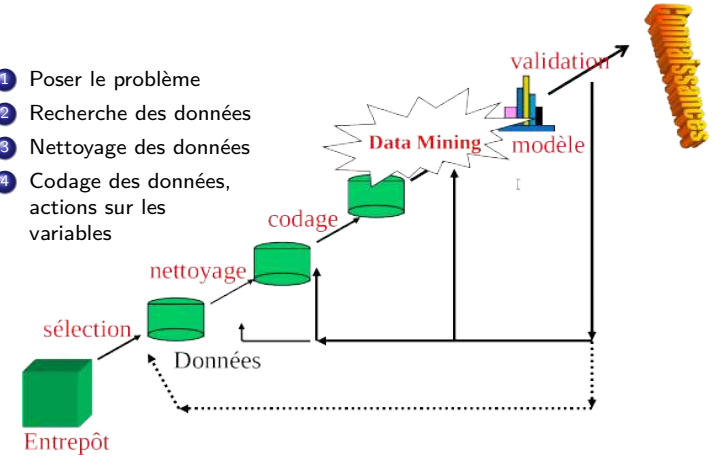 1 Poser le problème
2 Recherche des données
3 Nettoyage des données
4 Codage des données,
actions sur les
variables
validation
Connaissances
Data Mining
modèle
codage
nettoyage
sélection
Données
Entrepôt